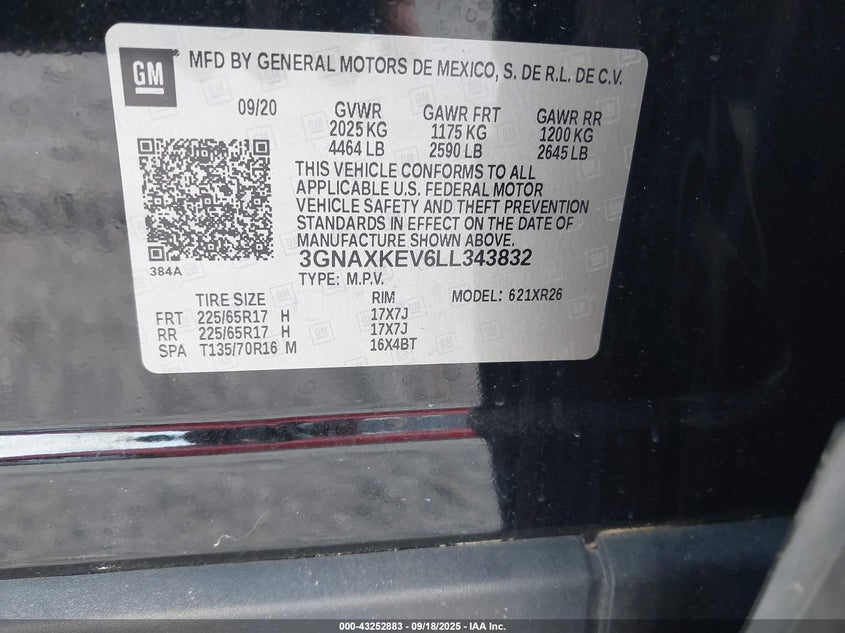 GM
MFD BY GENERAL MOTORS DE MEXICO, S. DE R.L. DE C.V.
09/20 GVWR GAWR FRT GAWR RR
2025 KG 1175 KG 1200 KG
4464 LB 2590 LB 2645 LB
THIS VEHICLE CONFORMS TO ALL
APPLICABLE U.S. FEDERAL MOTOR
VEHICLE SAFETY AND THEFT PREVENTION
STANDARDS IN EFFECT ON THE DATE OF
MANUFACTURE SHOWN ABOVE.
384A
3GNAXKEV6LL343832
TYPE: M.P.V.
TIRE SIZE RIM MODEL: 621XR26
FRT 225/65R17 H 17X7J
RR 225/65R17 H 17X7J
SPA T135/70R16 M 16X4BT
000-43252883 - 09/18/2025 - IAA Inc.